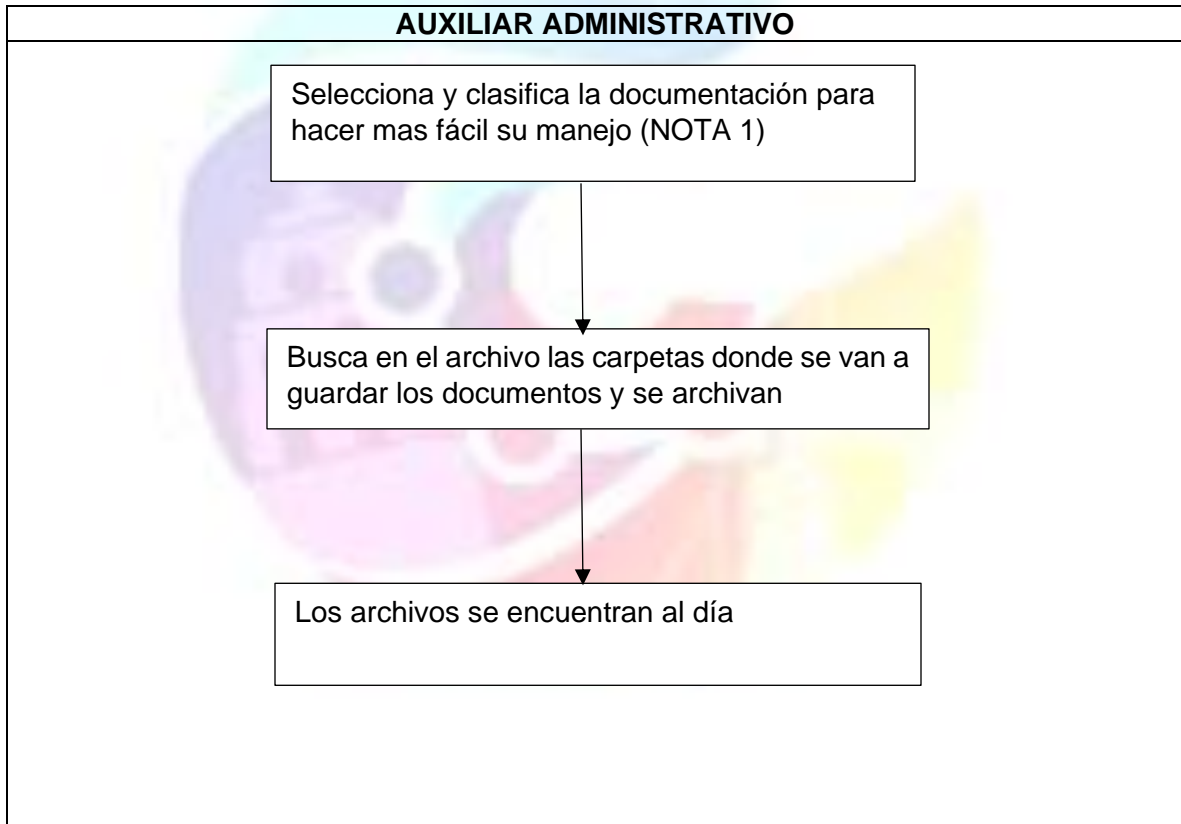 AUXILIAR ADMINISTRATIVO
Selecciona y clasifica la documentación para
hacer mas fácil su manejo (NOTA 1)
Busca en el archivo las carpetas donde se van a
guardar los documentos y se archivan
Los archivos se encuentran al día